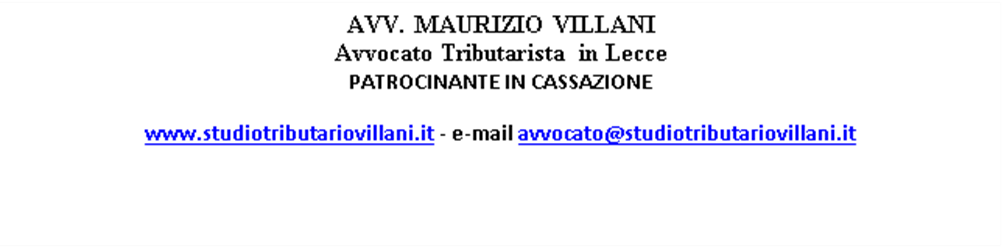 AVV. MAURIZIO VILLANI
Avvocato Tributarista in Lecce
PATROCINANTE IN CASSAZIONE
www.studiotributariovillani.it - e-mail avvocato@studiotributariovillani.it